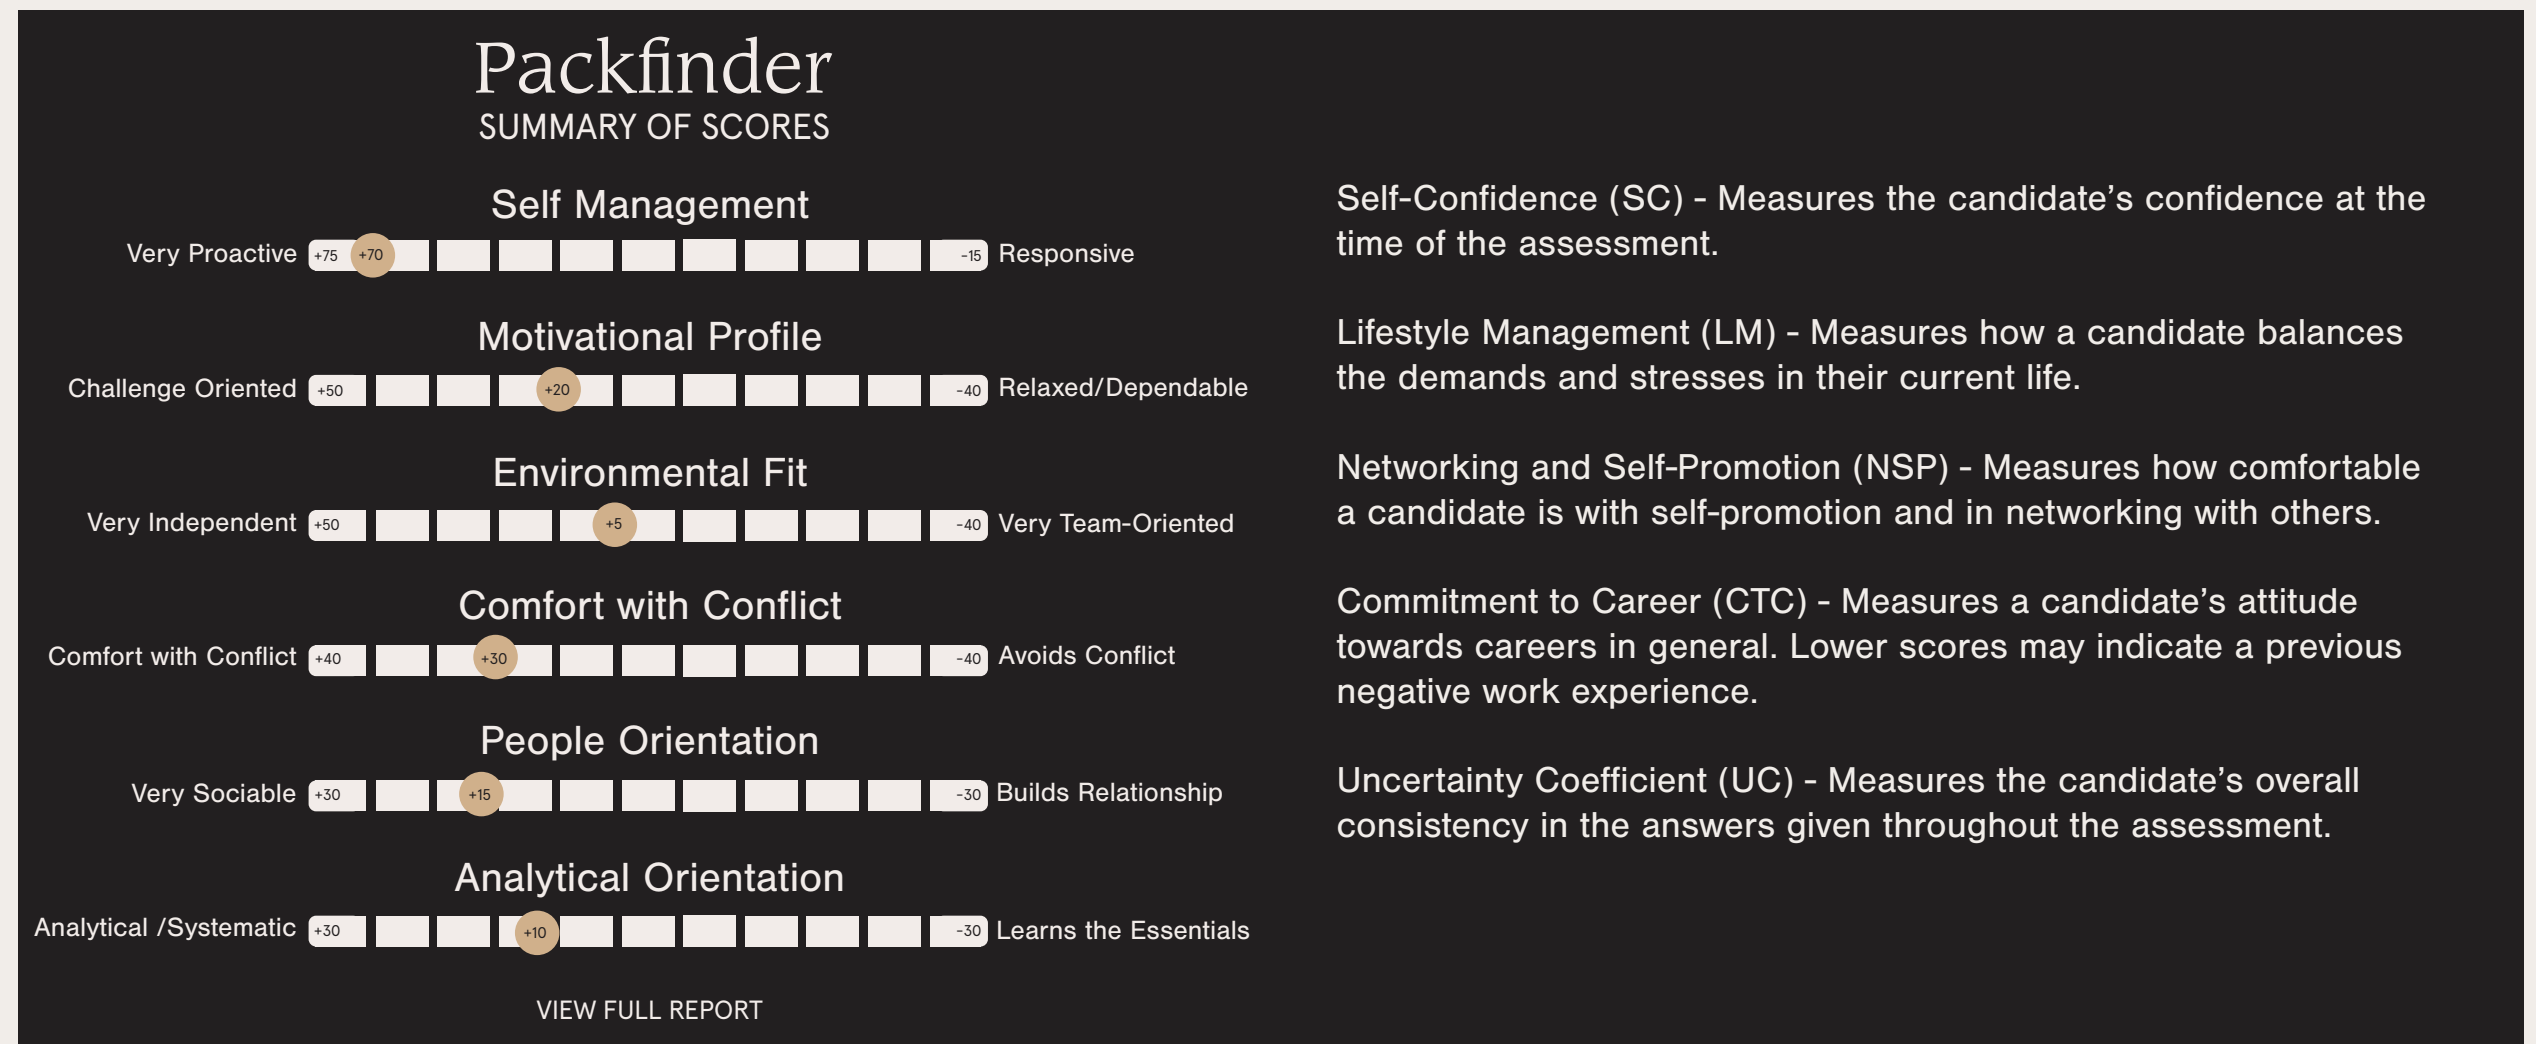 Packfinder
SUMMARY OF SCORES
Self Management
Very Proactive +75 +70 -15 Responsive
Motivational Profile
Challenge Oriented +50 +20 -40 Relaxed/Dependable
Environmental Fit
Very Independent +50 +5 -40 Very Team-Oriented
Comfort with Conflict
Comfort with Conflict +40 +30 -40 Avoids Conflict
People Orientation
Very Sociable +30 +15 -30 Builds Relationship
Analytical Orientation
Analytical /Systematic +30 +10 -30 Learns the Essentials
VIEW FULL REPORT
Self-Confidence (SC) - Measures the candidate's confidence at the
time of the assessment.
Lifestyle Management (LM) - Measures how a candidate balances
the demands and stresses in their current life.
Networking and Self-Promotion (NSP) - Measures how comfortable
a candidate is with self-promotion and in networking with others.
Commitment to Career (CTC) - Measures a candidate's attitude
towards careers in general. Lower scores may indicate a previous
negative work experience.
Uncertainty Coefficient (UC) - Measures the candidate's overall
consistency in the answers given throughout the assessment.